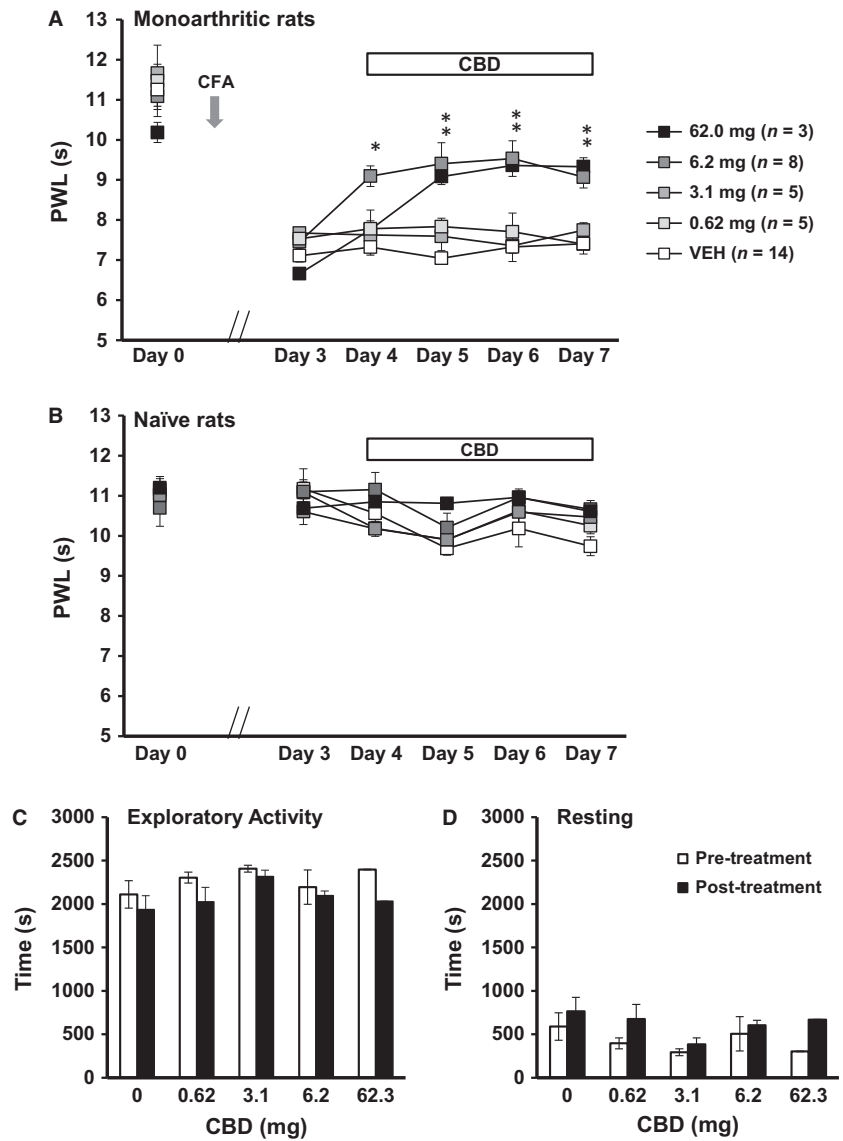 A Monoarthritic rats
13
12
11
10
9
8
7
6
5
PWL (s)
CFA
CBD
*
* *
* *
* *
62.0 mg (n = 3)
6.2 mg (n = 8)
3.1 mg (n = 5)
0.62 mg (n = 5)
VEH (n = 14)
Day 0 // Day 3 Day 4 Day 5 Day 6 Day 7
B Naïve rats
13
12
11
10
9
8
7
6
5
PWL (s)
CBD
Day 0 // Day 3 Day 4 Day 5 Day 6 Day 7
C Exploratory Activity
3000
2500
2000
1500
1000
500
0
Time (s)
0 0.62 3.1 6.2 62.3
CBD (mg)
D Resting
3000
2500
2000
1500
1000
500
0
Time (s)
Pre-treatment
Post-treatment
0 0.62 3.1 6.2 62.3
CBD (mg)